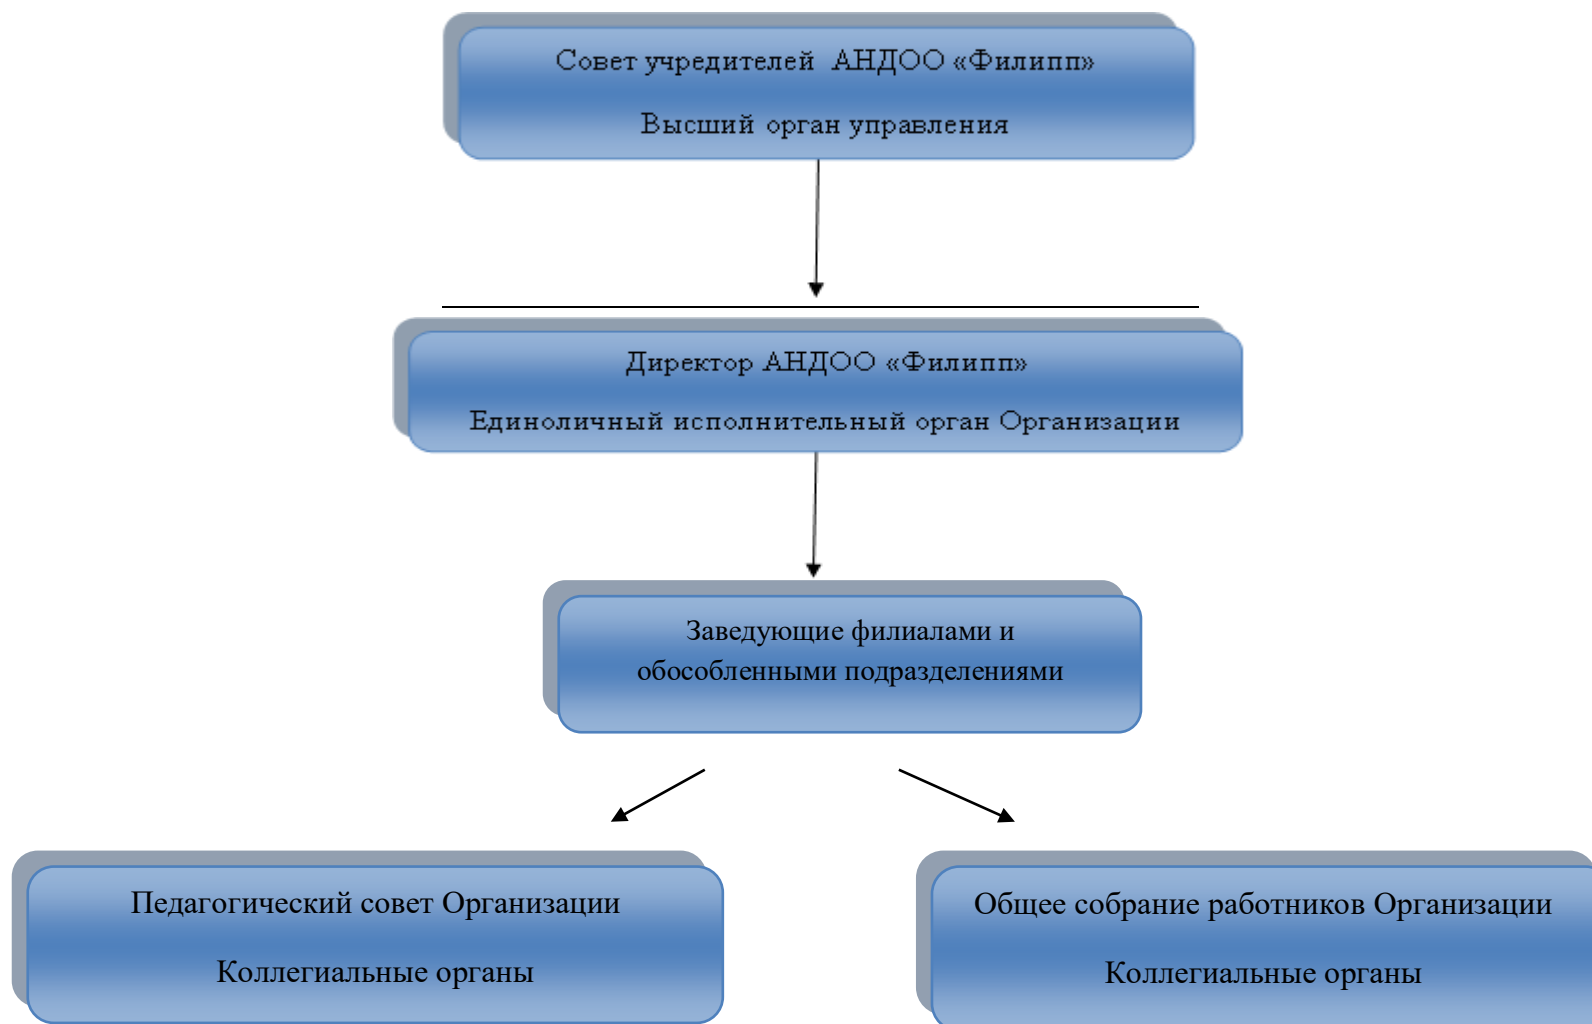 Совет учредителей АНДОО «Филипп»
Высший орган управления
Директор АНДОО «Филипп»
Единоличный исполнительный орган Организации
Заведующие филиалами и
обособленными подразделениями
Педагогический совет Организации
Коллегиальные органы
Общее собрание работников Организации
Коллегиальные органы